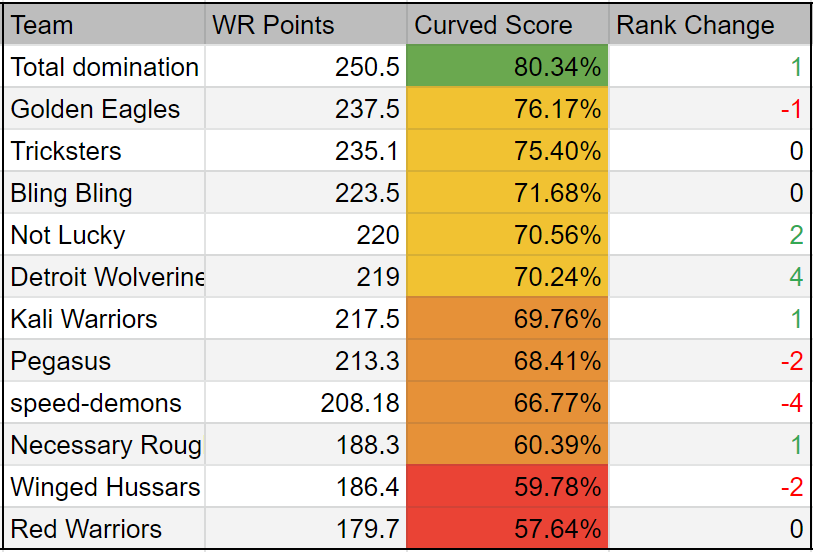 Team WR Points Curved Score Rank Change
Total domination 250.5 80.34% 1
Golden Eagles 237.5 76.17% -1
Tricksters 235.1 75.40% 0
Bling Bling 223.5 71.68% 0
Not Lucky 220 70.56% 2
Detroit Wolverine 219 70.24% 4
Kali Warriors 217.5 69.76% 1
Pegasus 213.3 68.41% -2
speed-demons 208.18 66.77% -4
Necessary Roug 188.3 60.39% 1
Winged Hussars 186.4 59.78% -2
Red Warriors 179.7 57.64% 0